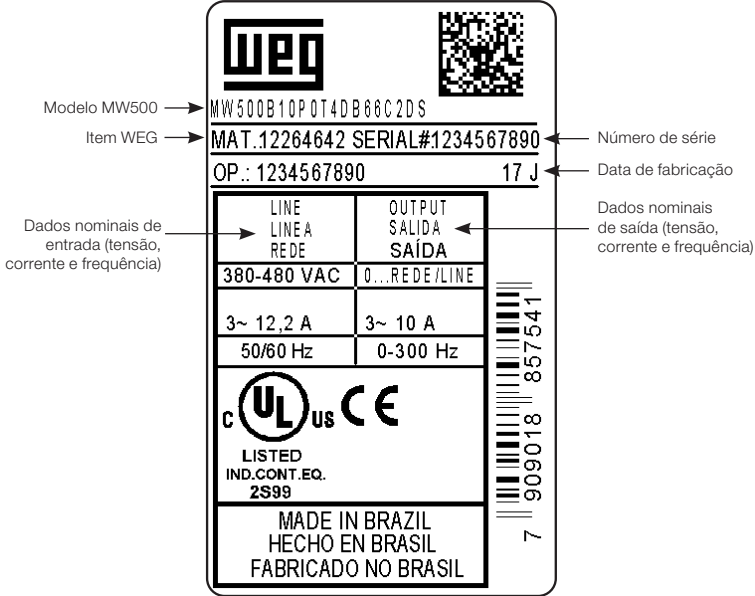 weg
Modelo MW500
MW500B10P0T4DB66C2DS
Item WEG
MAT.12264642 SERIAL#1234567890
Número de série
OP.: 1234567890 17 J
Data de fabricação
Dados nominais de
entrada (tensão,
corrente e frequência)
LINE
LINEA
REDE
OUTPUT
SALIDA
SAÍDA
Dados nominais
de saída (tensão,
corrente e frequência)
380-480 VAC 0...REDE/LINE
3~ 12,2 A 3~ 10 A
50/60 Hz 0-300 Hz
C UL US CE
LISTED
IND.CONT.EQ.
2S99
MADE IN BRAZIL
HECHO EN BRASIL
FABRICADO NO BRASIL
7 909018 857541